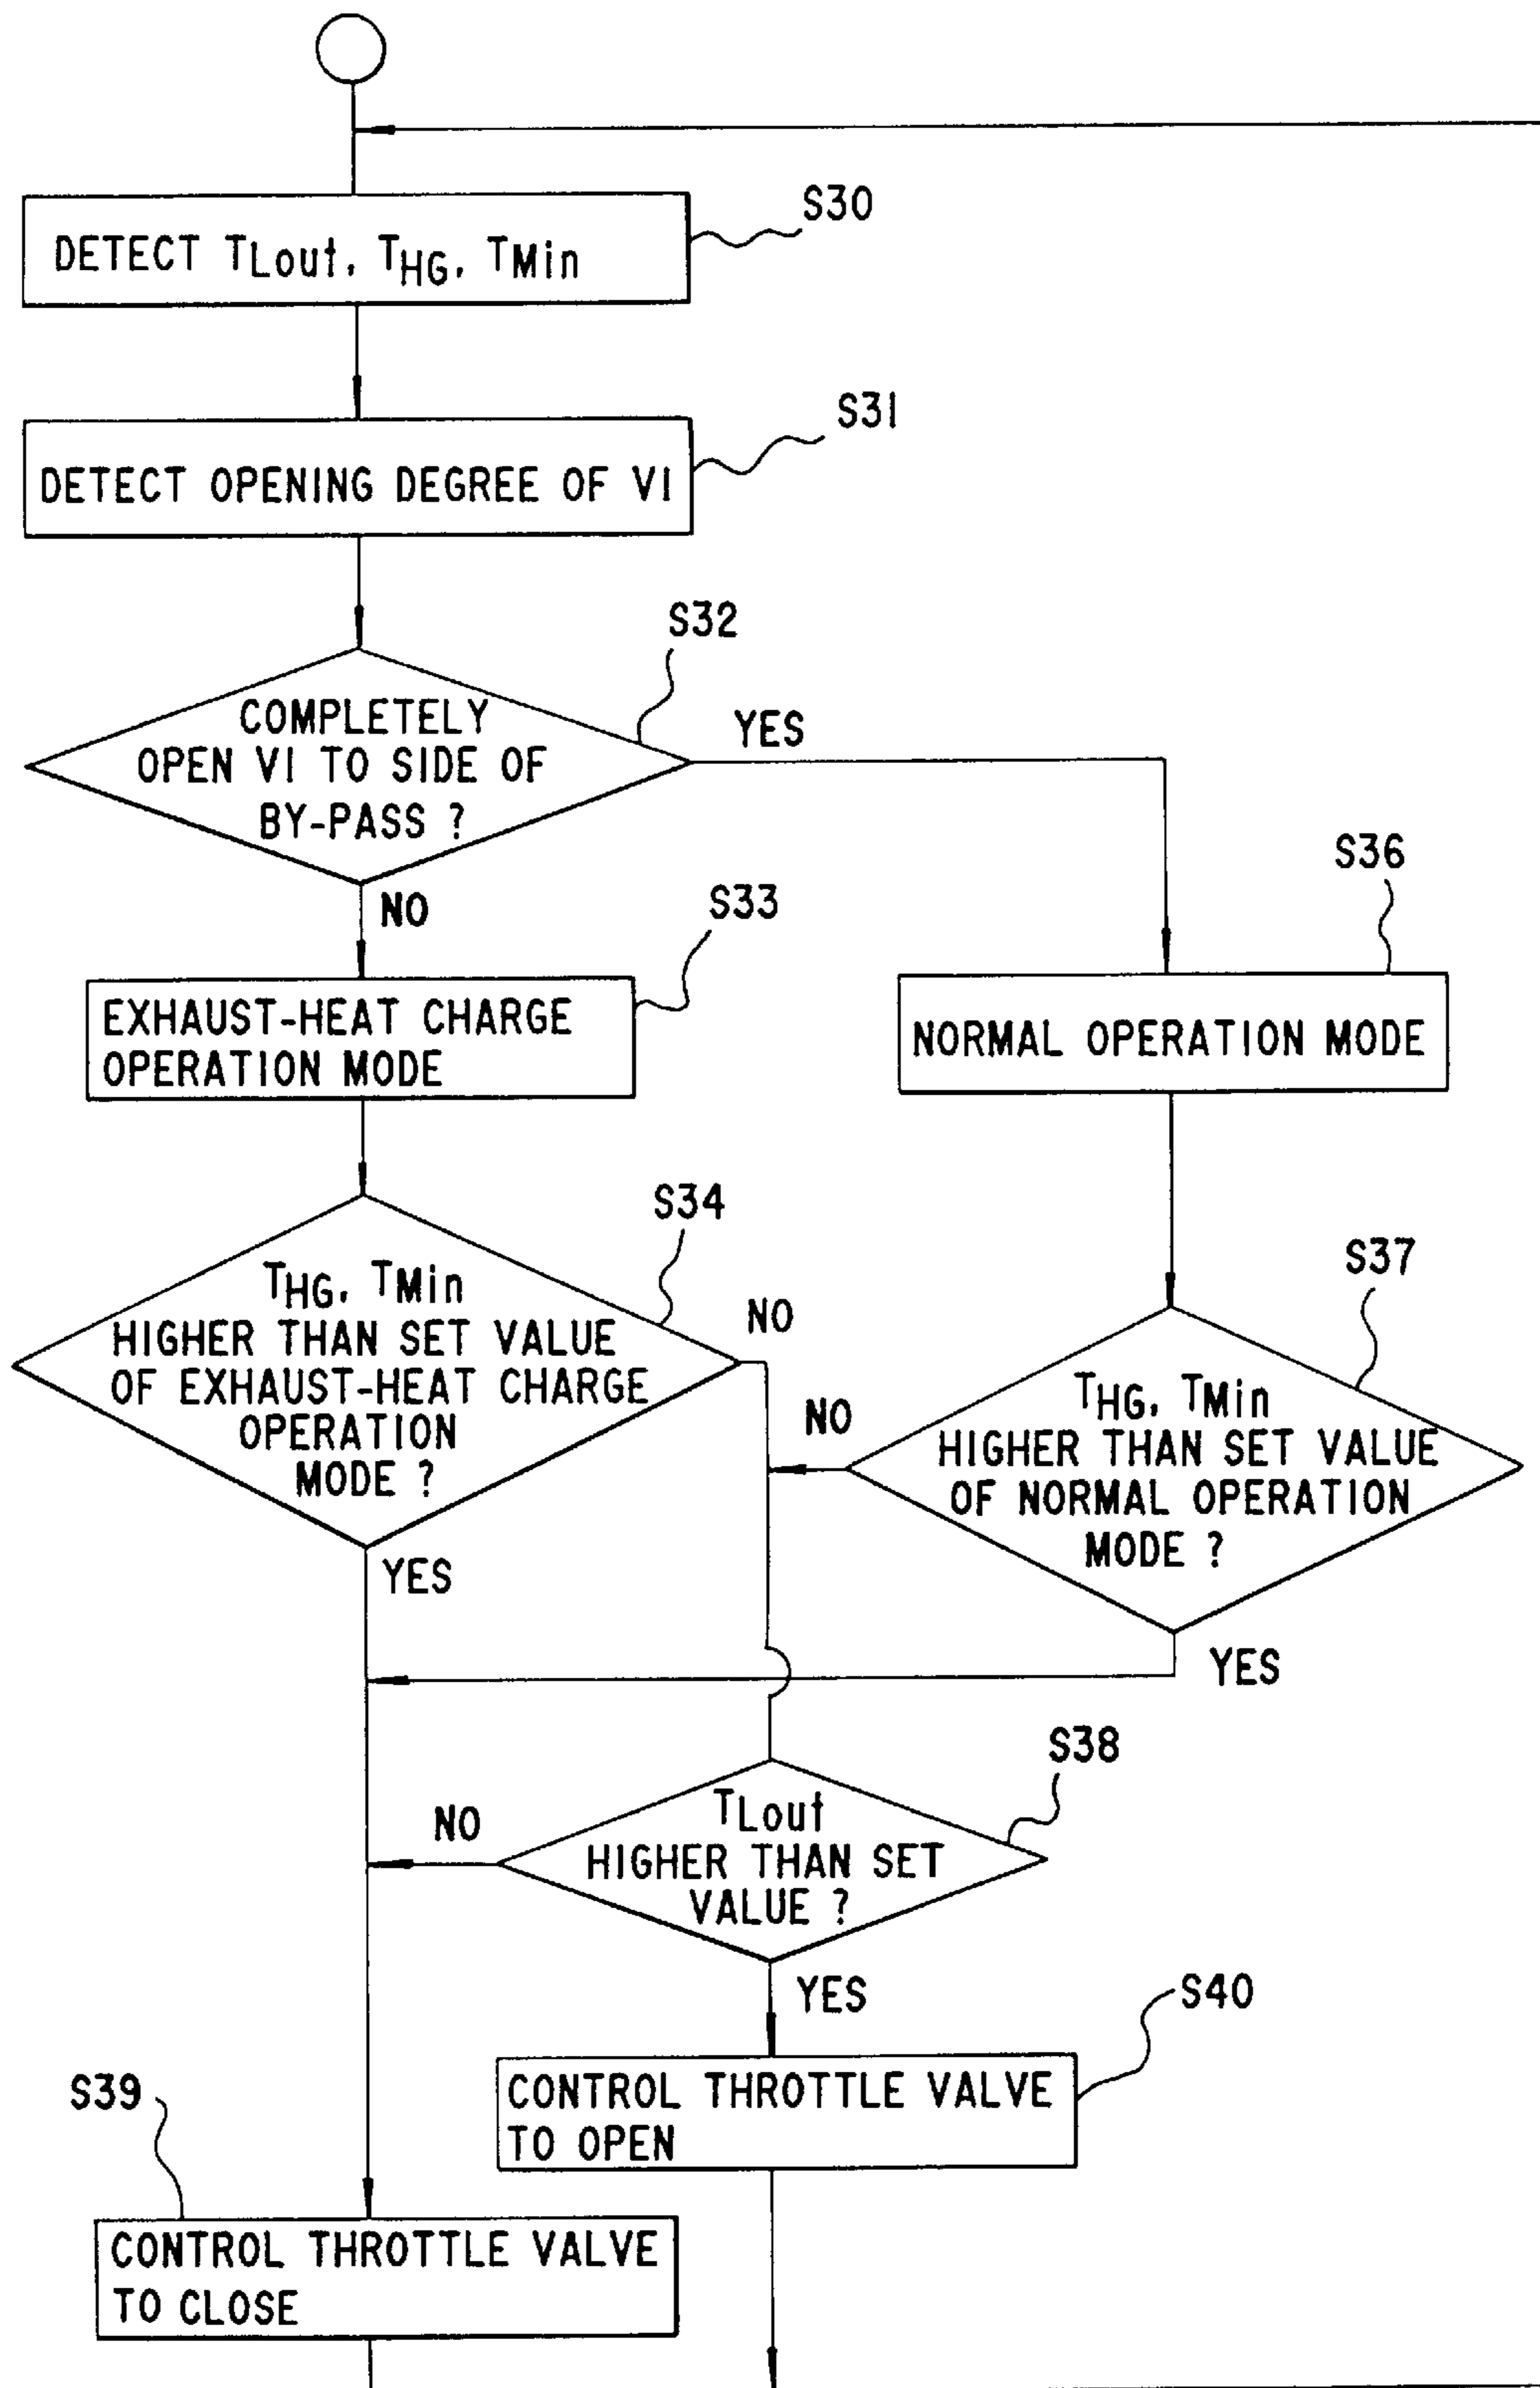 S30
DETECT TLout, THG, TMin
S31
DETECT OPENING DEGREE OF V1
S32
COMPLETELY
OPEN V1 TO SIDE OF
BY-PASS ?
YES
NO
S36
S33
EXHAUST-HEAT CHARGE
OPERATION MODE
NORMAL OPERATION MODE
S34
THG, TMin
HIGHER THAN SET VALUE
OF EXHAUST-HEAT CHARGE
OPERATION
MODE ?
NO
YES
S37
THG, TMin
HIGHER THAN SET VALUE
OF NORMAL OPERATION
MODE ?
NO
YES
S38
TLout
HIGHER THAN SET
VALUE ?
NO
YES
S40
CONTROL THROTTLE VALVE
TO OPEN
S39
CONTROL THROTTLE VALVE
TO CLOSE